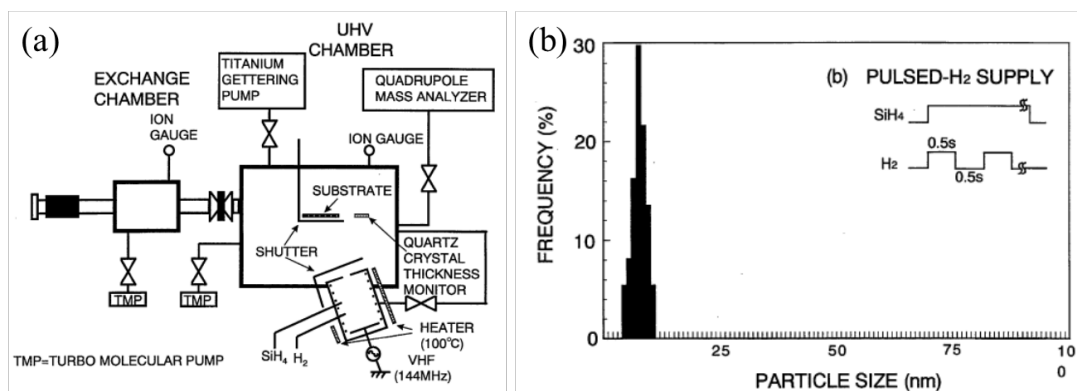 (a)
UHV
CHAMBER
TITANIUM
GETTERING
PUMP
QUADRUPOLE
MASS ANALYZER
EXCHANGE
CHAMBER
ION
GAUGE
ION GAUGE
SUBSTRATE
SHUTTER
QUARTZ
CRYSTAL
THICKNESS
MONITOR
TMP
TMP
HEATER
(100°C)
SiH4 H2
VHF
(144MHz)
TMP=TURBO MOLECULAR PUMP
(b)
(b) PULSED-H2 SUPPLY
SiH4
0.5s
H2
0.5s
FREQUENCY (%)
30
20
10
0
25
50
75
10
0
PARTICLE SIZE (nm)